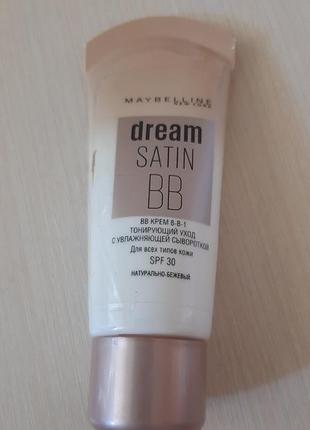 MAYBELLINE
NEW YORK
dream
SATIN
BB
BB КРЕМ 8-В-1
ТОНИРУЮЩИЙ УХОД
С УВЛАЖНЯЮЩЕЙ СЫВОРОТКОЙ
Для всех типов кожи
SPF 30
НАТУРАЛЬНО-БЕЖЕВЫЙ